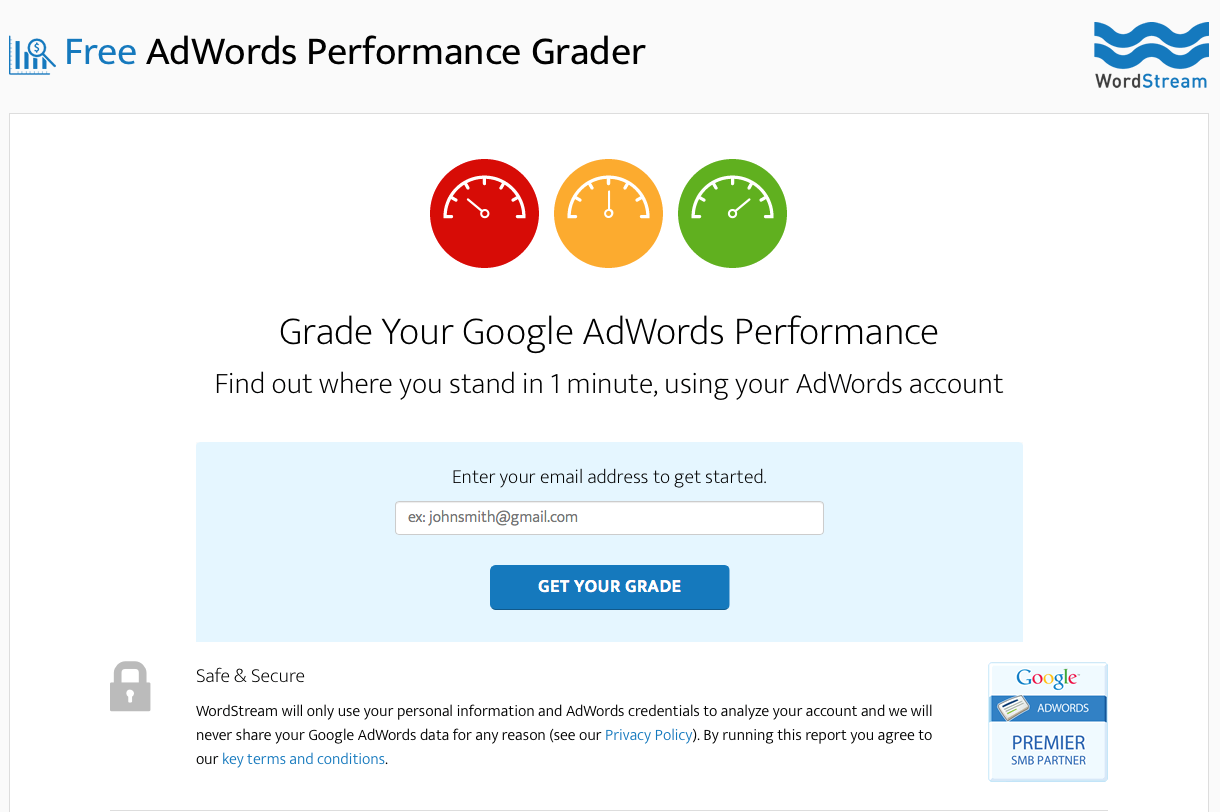 Free AdWords Performance Grader
WordStream
Grade Your Google AdWords Performance
Find out where you stand in 1 minute, using your AdWords account
Enter your email address to get started.
ex: johnsmith@gmail.com
GET YOUR GRADE
Safe & Secure
WordStream will only use your personal information and AdWords credentials to analyze your account and we will
never share your Google AdWords data for any reason (see our Privacy Policy). By running this report you agree to
our key terms and conditions.
Google
ADWORDS
PREMIER
SMB PARTNER